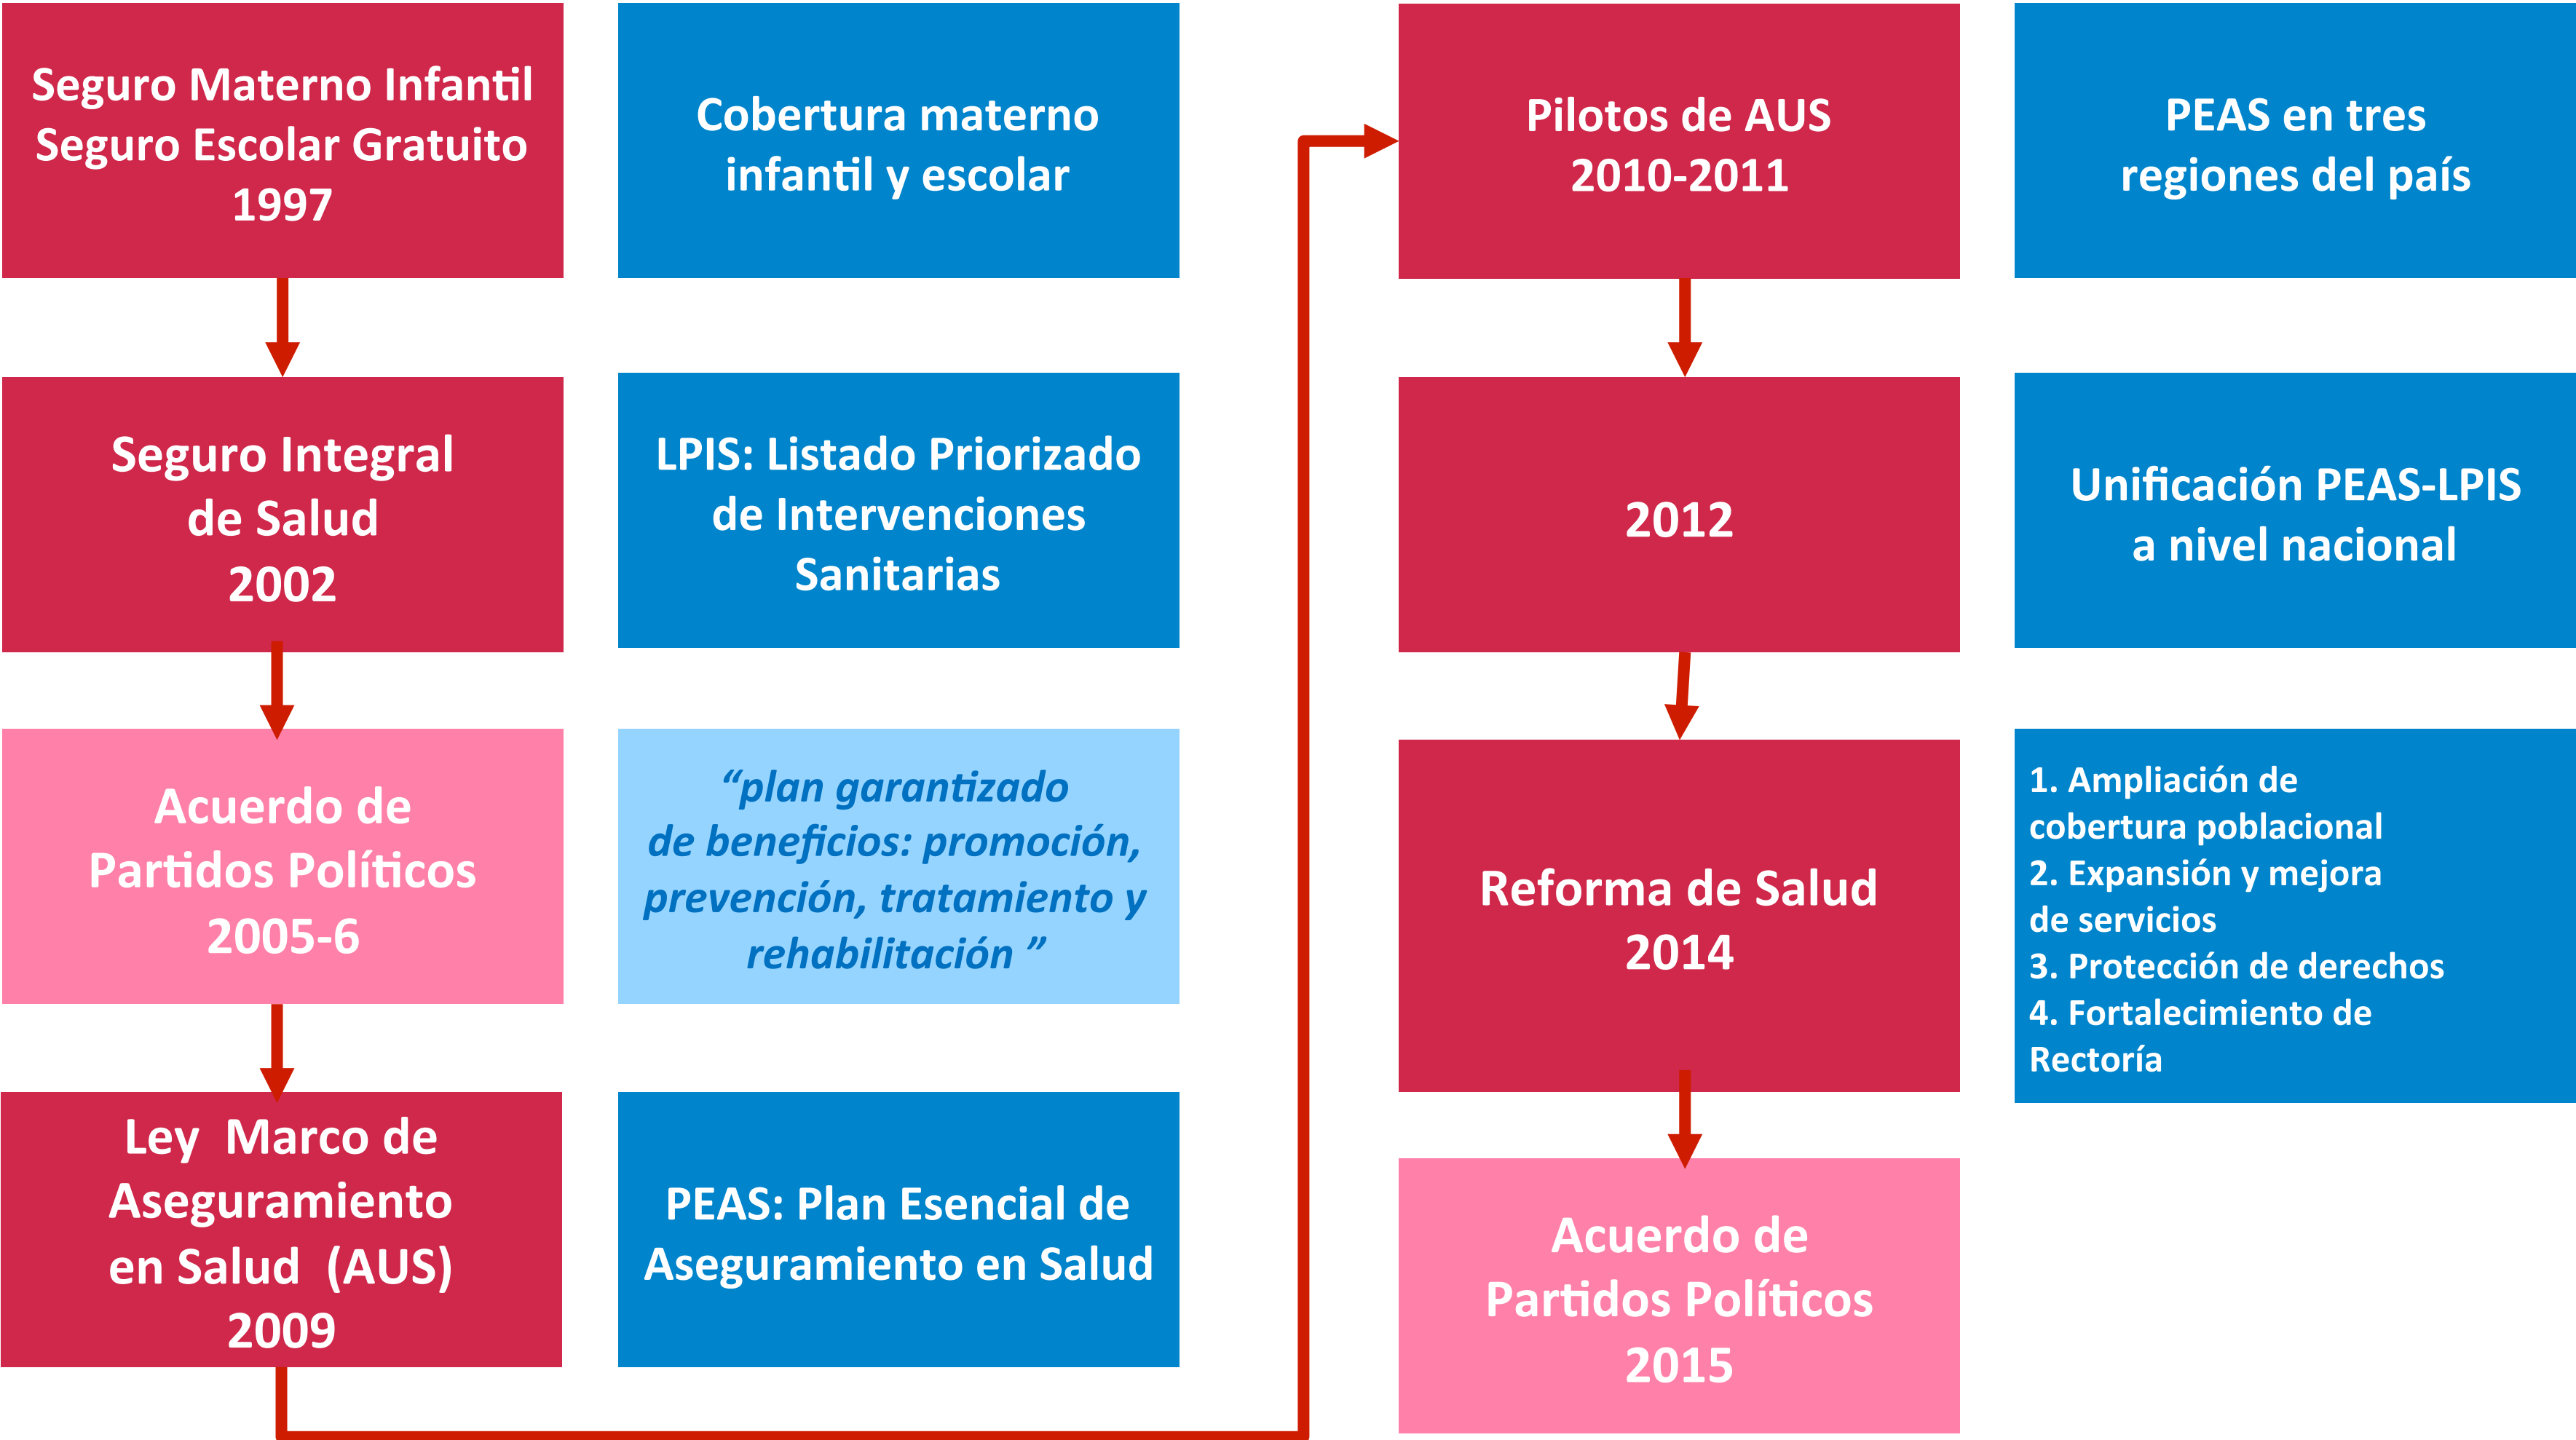 Seguro Materno Infantil
Seguro Escolar Gratuito
1997
Cobertura materno
infantil y escolar
Seguro Integral
de Salud
2002
LPIS: Listado Priorizado
de Intervenciones
Sanitarias
Acuerdo de
Partidos Políticos
2005-6
“plan garantizado
de beneficios: promoción,
prevención, tratamiento y
rehabilitación ”
Ley Marco de
Aseguramiento
en Salud (AUS)
2009
PEAS: Plan Esencial de
Aseguramiento en Salud
Pilotos de AUS
2010-2011
PEAS en tres
regiones del país
2012
Unificación PEAS-LPIS
a nivel nacional
Reforma de Salud
2014
1. Ampliación de
cobertura poblacional
2. Expansión y mejora
de servicios
3. Protección de derechos
4. Fortalecimiento de
Rectoría
Acuerdo de
Partidos Políticos
2015